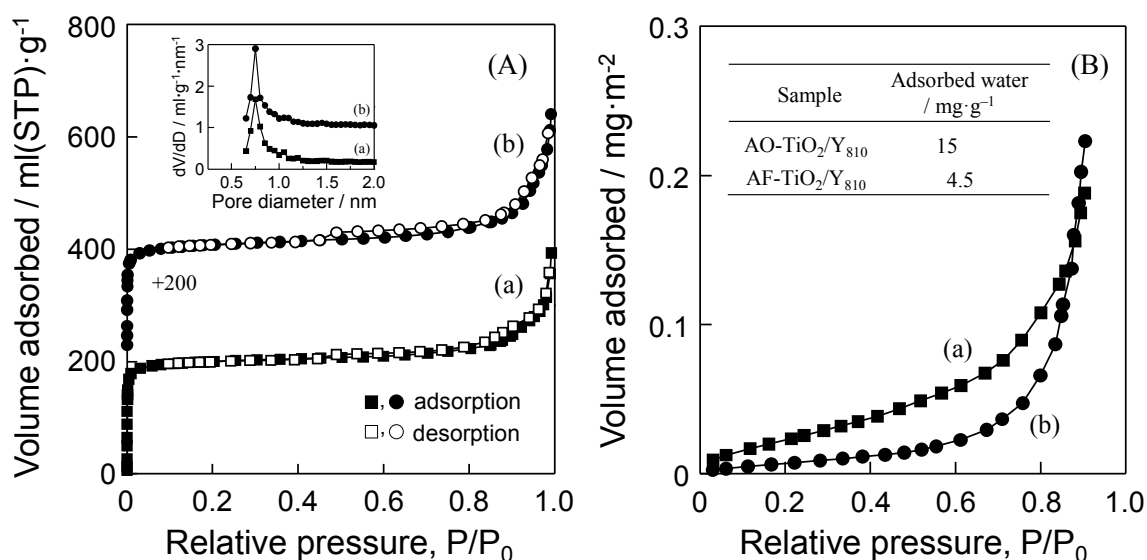 (A)
Volume adsorbed / ml(STP)·g⁻¹
800
600
400
200
0
0
0.2
0.4
0.6
0.8
1.0
Relative pressure, P/P₀
dV/dD / ml·g⁻¹·nm⁻¹
3
2
1
0
0.5
1.0
1.5
2.0
Pore diameter / nm
(b)
(a)
(b)
+200
(a)
■,● adsorption
□,○ desorption
(B)
Volume adsorbed / mg·m⁻²
0.3
0.2
0.1
0
0
0.2
0.4
0.6
0.8
1.0
Relative pressure, P/P₀
Sample Adsorbed water
/ mg·g⁻¹
AO-TiO₂/Y₈₁₀ 15
AF-TiO₂/Y₈₁₀ 4.5
(a)
(b)